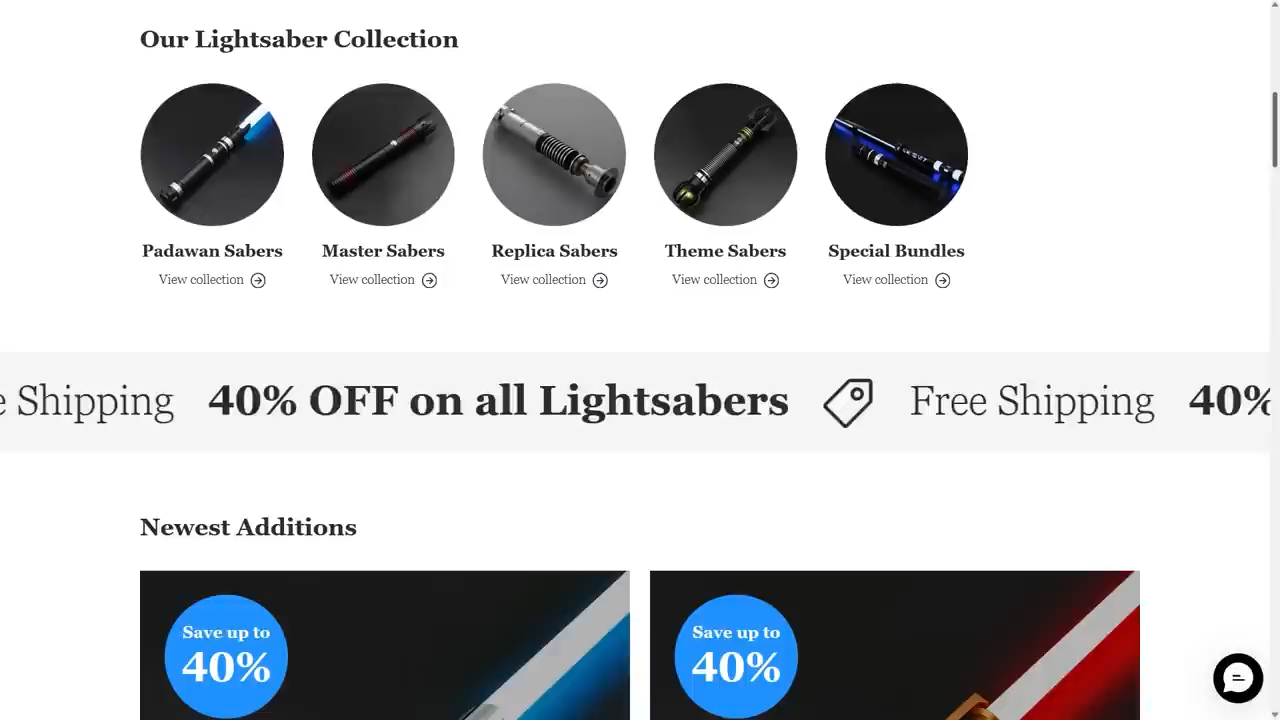 Our Lightsaber Collection
Padawan Sabers
Master Sabers
Replica Sabers
Theme Sabers
Special Bundles
View collection
View collection
View collection
View collection
View collection
Shipping 40% OFF on all Lightsabers Free Shipping 40%
Newest Additions
Save up to
40%
Save up to
40%